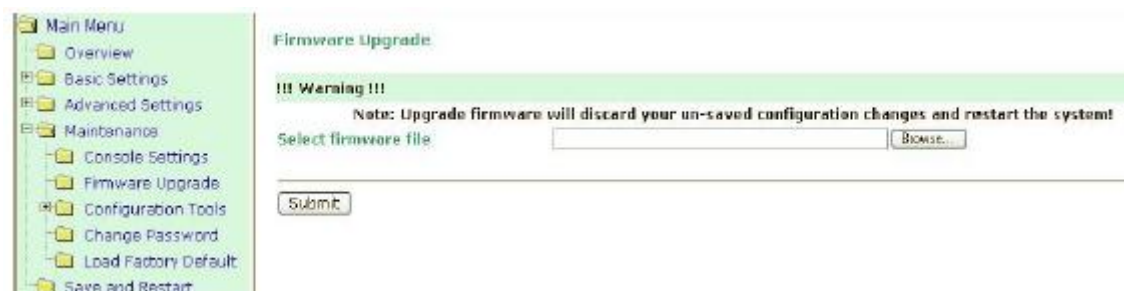 Main Menu
Overview
Basic Settings
Advanced Settings
Maintenance
Console Settings
Firmware Upgrade
Configuration Tools
Change Password
Load Factory Default
Save and Restart
Firmware Upgrade
!!! Warning !!!
Note: Upgrade firmware will discard your un-saved configuration changes and restart the system!
Select firmware file
Browse...
Submit